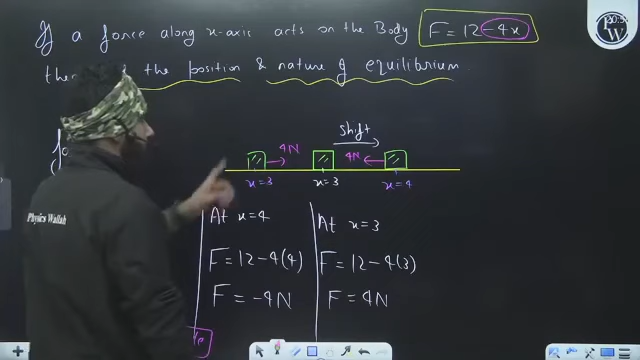 If a force along x-axis acts on the Body F = 12 - 4x
the position & nature of equilibrium.
Shift
4N 4N
x=3 x=3 x=4
At x=4
F = 12 - 4(4)
F = -4N
At x=3
F = 12 - 4(3)
F = 4N
Physics Wallah
PW